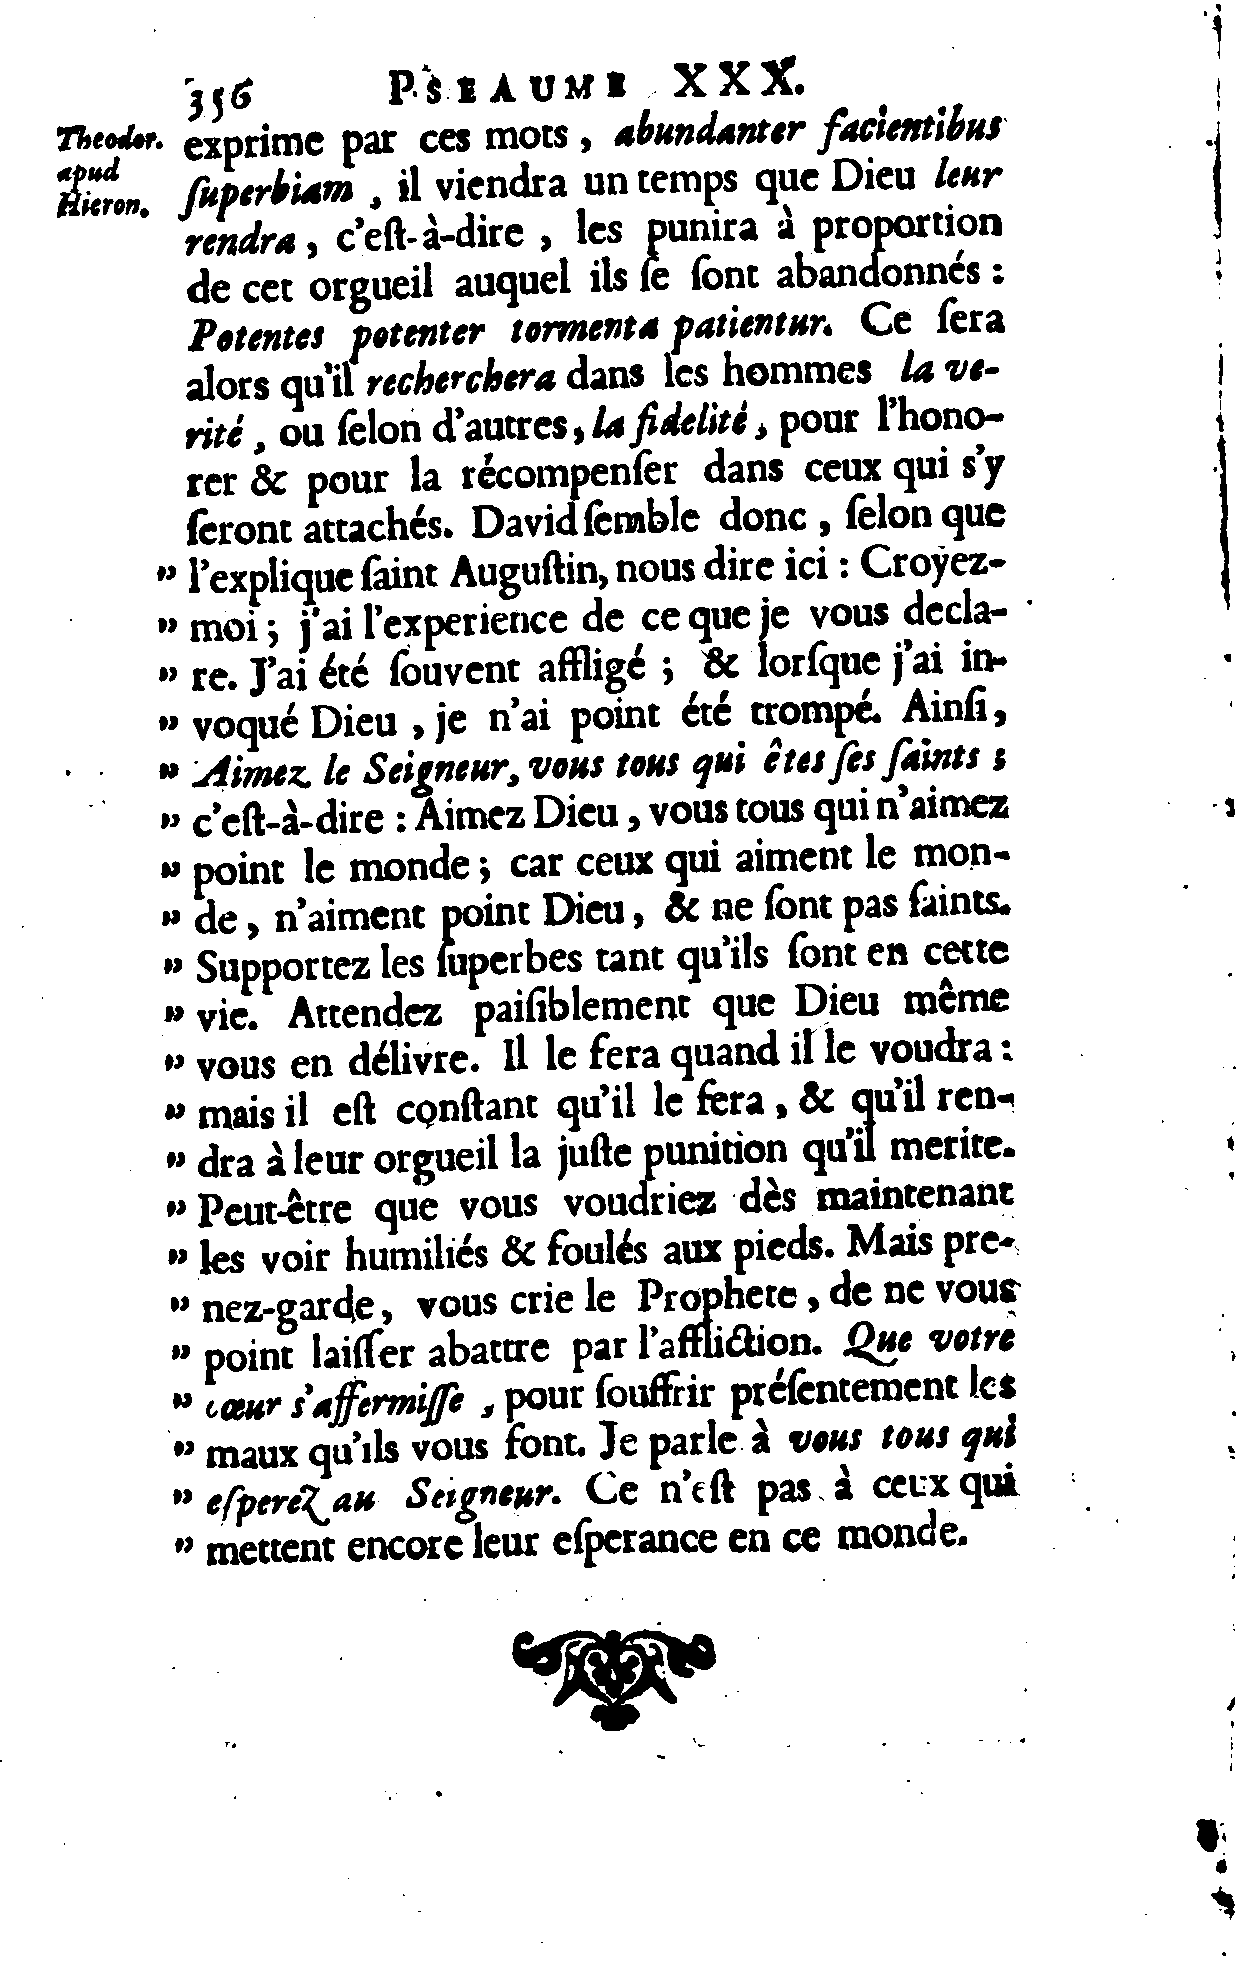 356 PSEAUME XXX.
Theodor.
apud
Hieron.
exprime par ces mots, abundanter facientibus
ſuperbiam, il viendra un temps que Dieu leur
rendra, c'eſt-à-dire, les punira à proportion
de cet orgueil auquel ils ſe ſont abandonnés :
Potentes potenter tormenta patientur. Ce ſera
alors qu'il recherchera dans les hommes la ve-
rité, ou ſelon d'autres, la fidelité, pour l'hono-
rer & pour la récompenſer dans ceux qui s'y
ſeront attachés. David ſemble donc, ſelon que
" l'explique ſaint Auguſtin, nous dire ici : Croyez-
" moi ; j'ai l'experience de ce que je vous decla-
" re. J'ai été ſouvent affligé ; & lorſque j'ai in-
" voqué Dieu, je n'ai point été trompé. Ainſi,
" Aimez le Seigneur, vous tous qui êtes ſes ſaints ;
" c'eſt-à-dire : Aimez Dieu, vous tous qui n'aimez
" point le monde ; car ceux qui aiment le mon-
" de, n'aiment point Dieu, & ne ſont pas ſaints.
" Supportez les ſuperbes tant qu'ils ſont en cette
" vie. Attendez paiſiblement que Dieu même
" vous en délivre. Il le fera quand il le voudra :
" mais il eſt conſtant qu'il le fera, & qu'il ren-
" dra à leur orgueil la juſte punition qu'il merite.
" Peut-être que vous voudriez dès maintenant
" les voir humiliés & foulés aux pieds. Mais pre-
" nez-garde, vous crie le Prophete, de ne vous
" point laiſſer abattre par l'affliction. Que votre
" cœur s'affermiſſe, pour ſouffrir préſentement les
" maux qu'ils vous font. Je parle à vous tous qui
" eſperez au Seigneur. Ce n'eſt pas à ceux qui
" mettent encore leur eſperance en ce monde.